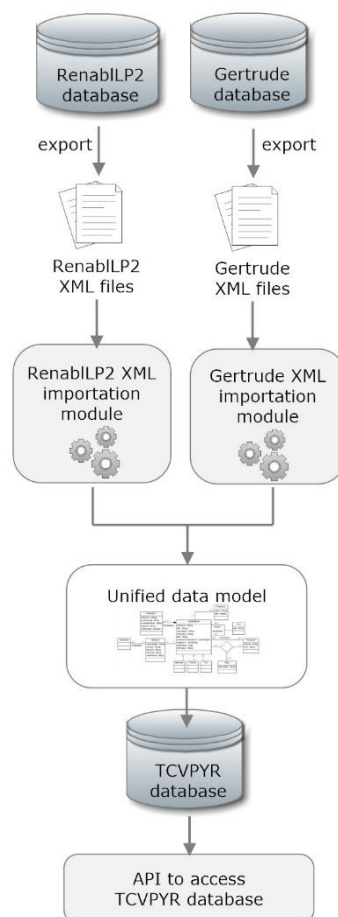 RenablLP2
database
Gertrude
database
export
export
RenablLP2
XML files
Gertrude
XML files
RenablLP2 XML
importation
module
Gertrude XML
importation
module
Unified data model
TCVPYR
database
API to access
TCVPYR database